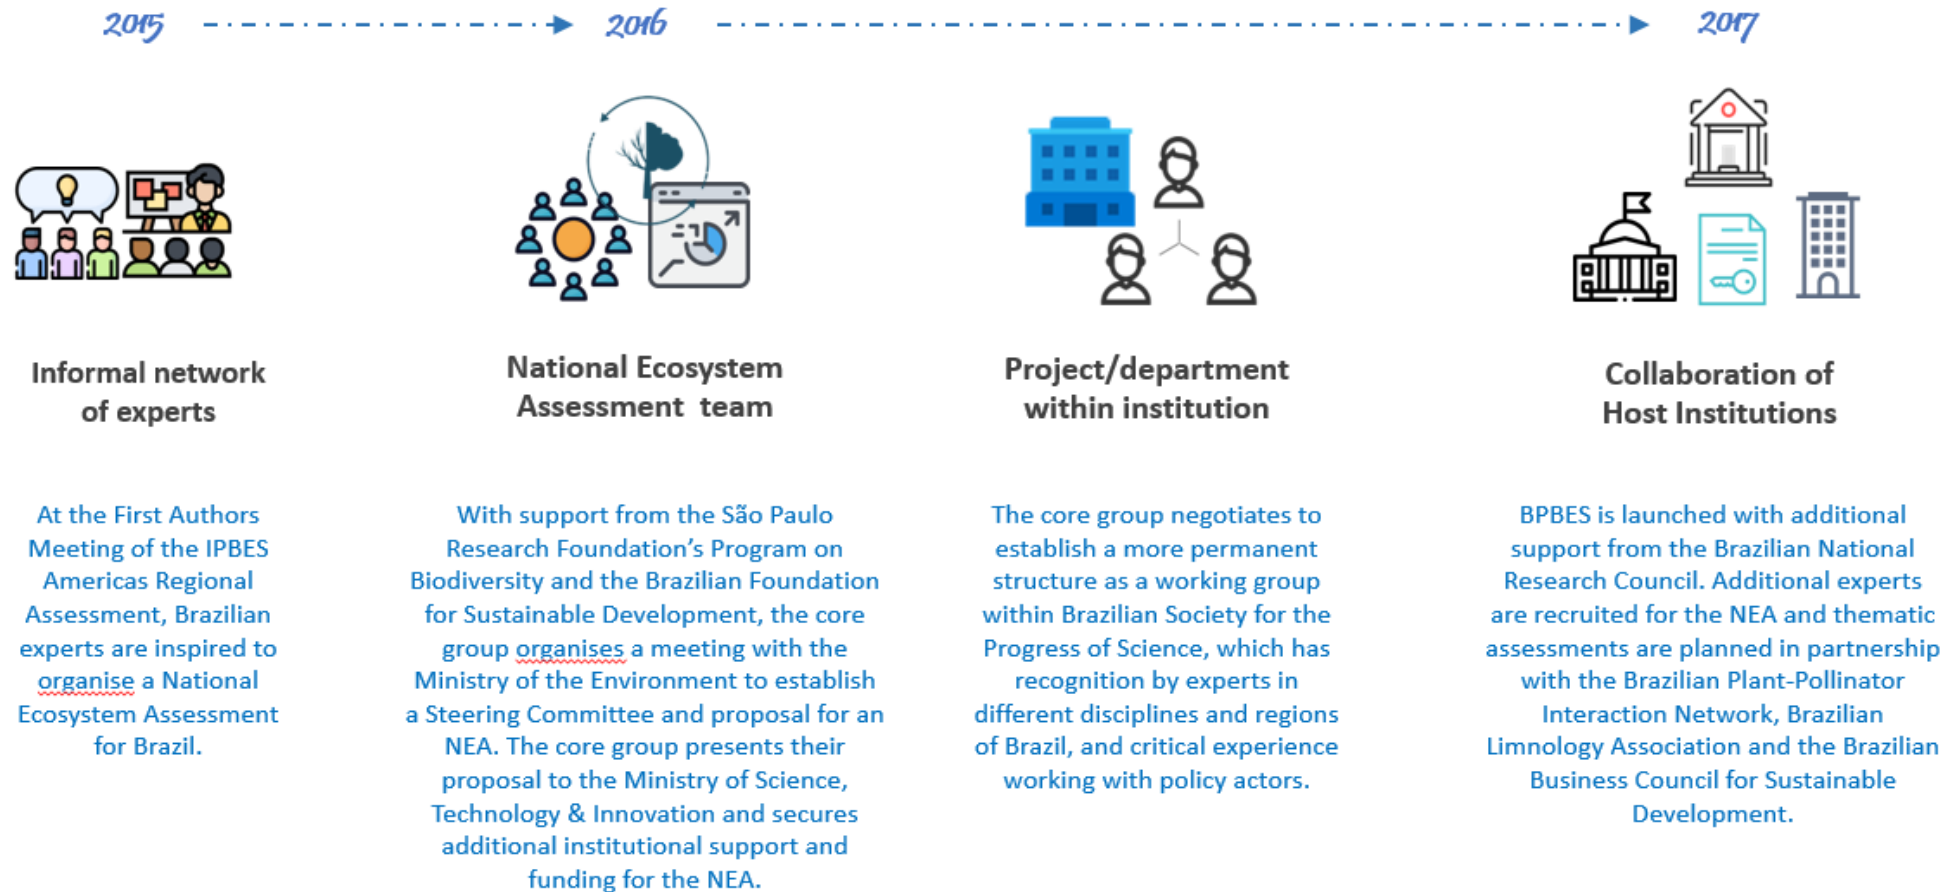 2015
2016
2017
Informal network
of experts
National Ecosystem
Assessment team
Project/department
within institution
Collaboration of
Host Institutions
At the First Authors
Meeting of the IPBES
Americas Regional
Assessment, Brazilian
experts are inspired to
organise a National
Ecosystem Assessment
for Brazil.
With support from the São Paulo
Research Foundation’s Program on
Biodiversity and the Brazilian Foundation
for Sustainable Development, the core
group organises a meeting with the
Ministry of the Environment to establish
a Steering Committee and proposal for an
NEA. The core group presents their
proposal to the Ministry of Science,
Technology & Innovation and secures
additional institutional support and
funding for the NEA.
The core group negotiates to
establish a more permanent
structure as a working group
within Brazilian Society for the
Progress of Science, which has
recognition by experts in
different disciplines and regions
of Brazil, and critical experience
working with policy actors.
BPBES is launched with additional
support from the Brazilian National
Research Council. Additional experts
are recruited for the NEA and thematic
assessments are planned in partnership
with the Brazilian Plant-Pollinator
Interaction Network, Brazilian
Limnology Association and the Brazilian
Business Council for Sustainable
Development.